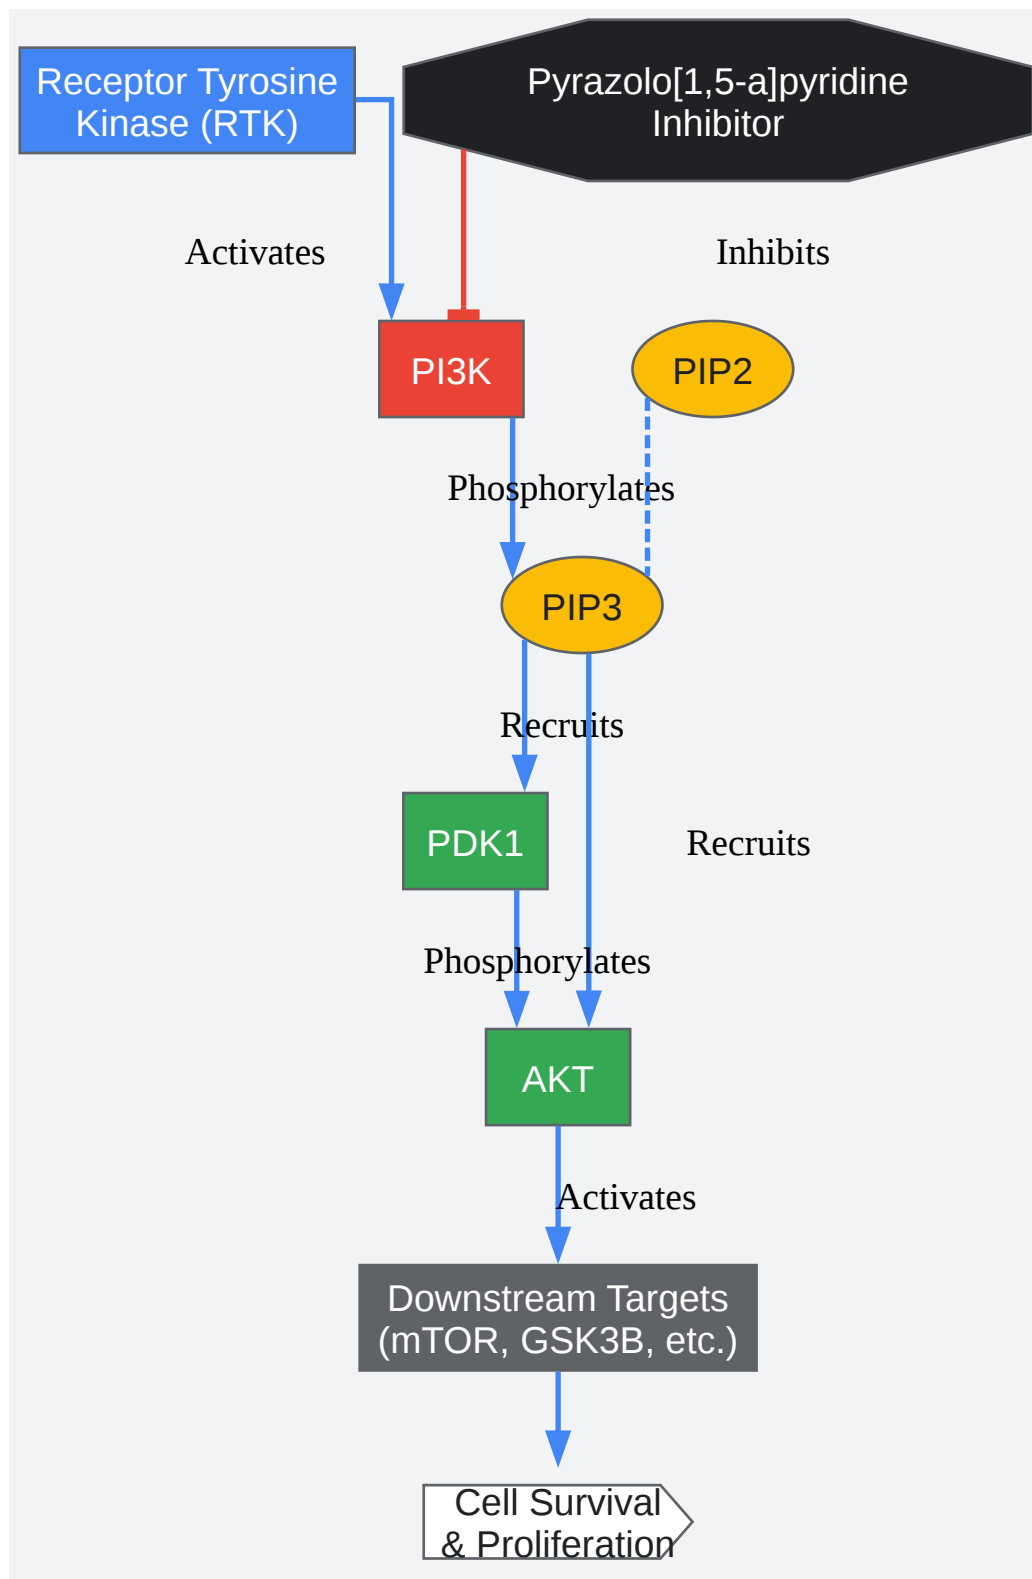 Receptor Tyrosine
Kinase (RTK)
Pyrazolo[1,5-a]pyridine
Inhibitor
Activates
Inhibits
PI3K
PIP2
Phosphorylates
PIP3
Recruits
PDK1
Recruits
Phosphorylates
AKT
Activates
Downstream Targets
(mTOR, GSK3B, etc.)
Cell Survival
& Proliferation